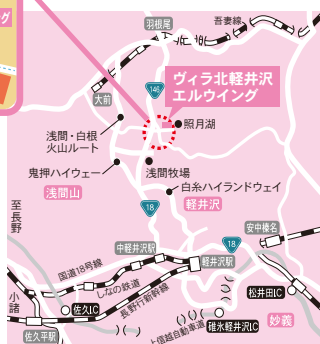 ング
羽根尾
吾妻線
146
ヴィラ北軽井沢
エルウイング
大前
照月湖
浅間・白根
火山ルート
鬼押ハイウェー
浅間牧場
浅間山
白糸ハイランドウェイ
軽井沢
18
至長野
安中榛名
中軽井沢駅
18
軽井沢駅
国道18号線
しなの鉄道
長野行新幹線
松井田IC
小諸
佐久IC
碓氷軽井沢IC
妙義
上信越自動車道
佐久平駅